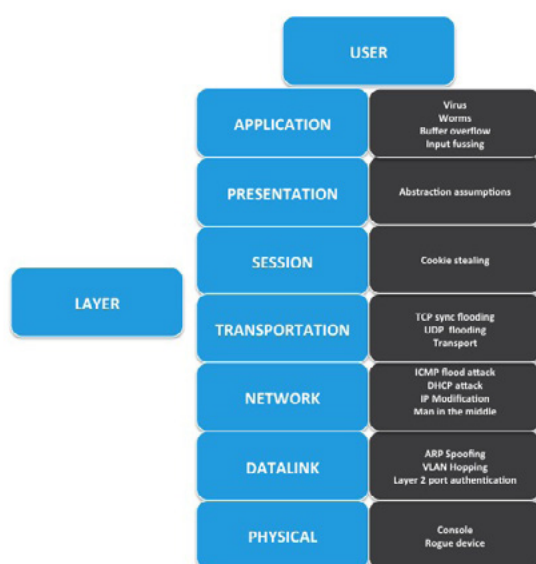 USER
APPLICATION
Virus
Worms
Buffer overflow
Input fussing
PRESENTATION
Abstraction assumptions
SESSION
Cookie stealing
LAYER
TRANSPORTATION
TCP sync flooding
UDP flooding
Transport
NETWORK
ICMP flood attack
DHCP attack
IP Modification
Man in the middle
DATALINK
ARP Spoofing
VLAN Hopping
Layer 2 port authentication
PHYSICAL
Console
Rogue device